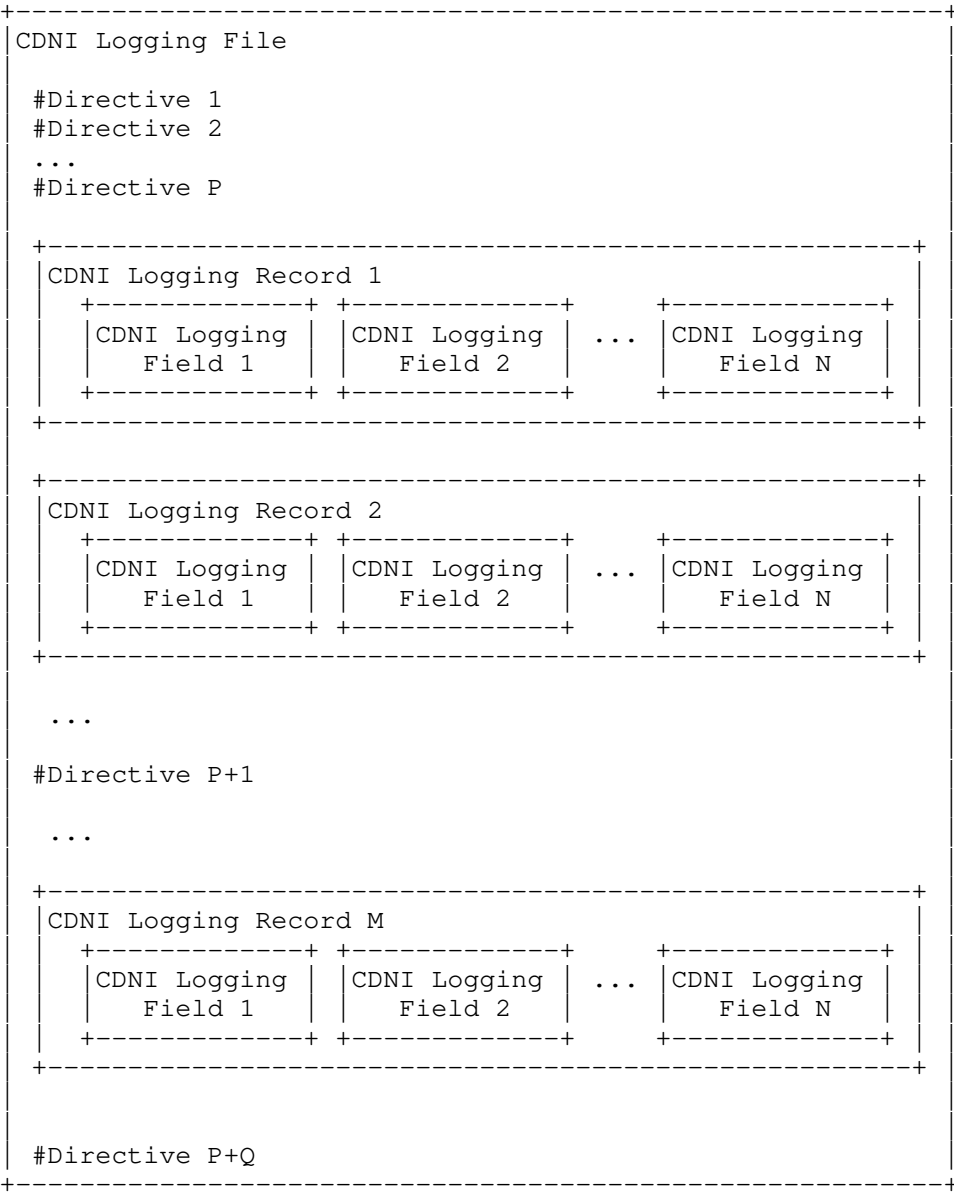 CDNI Logging File
#Directive 1
#Directive 2
...
#Directive P
CDNI Logging Record 1
CDNI Logging CDNI Logging ... CDNI Logging
Field 1 Field 2 Field N
CDNI Logging Record 2
CDNI Logging CDNI Logging ... CDNI Logging
Field 1 Field 2 Field N
...
#Directive P+1
...
CDNI Logging Record M
CDNI Logging CDNI Logging ... CDNI Logging
Field 1 Field 2 Field N
#Directive P+Q